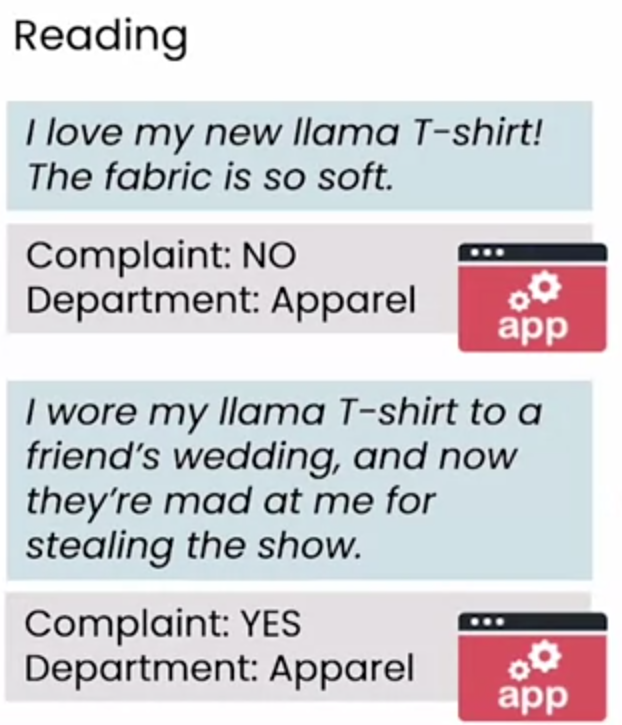 Reading
I love my new llama T-shirt!
The fabric is so soft.
Complaint: NO
Department: Apparel
app
I wore my llama T-shirt to a
friend's wedding, and now
they're mad at me for
stealing the show.
Complaint: YES
Department: Apparel
app